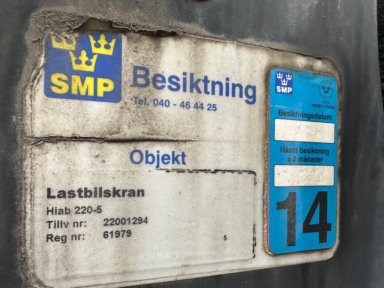 SMP
Besiktning
Tel. 040 - 46 44 25
Objekt
Lastbilskran
Hiab 220-5
Tillv nr: 22001294
Reg nr: 61979
5
SMP
Besiktningsdatum
Nästa besiktning
± 2 månader
14